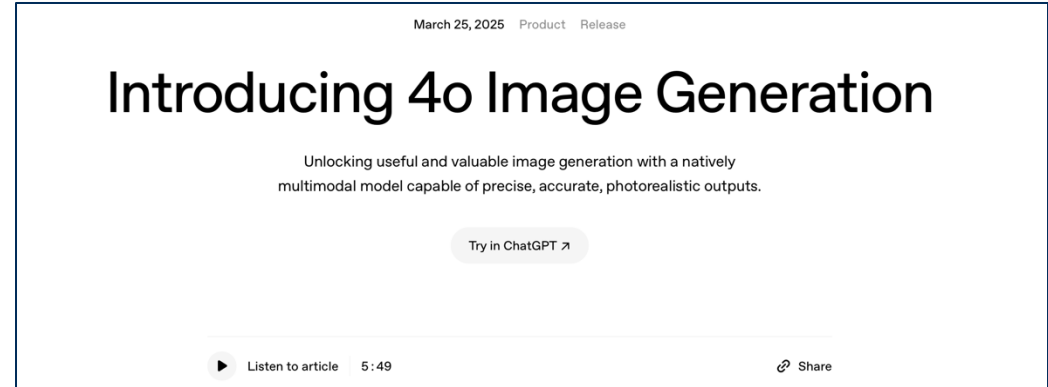 March 25, 2025 Product Release
Introducing 4o Image Generation
Unlocking useful and valuable image generation with a natively
multimodal model capable of precise, accurate, photorealistic outputs.
Try in ChatGPT ↗
Listen to article 5:49 Share